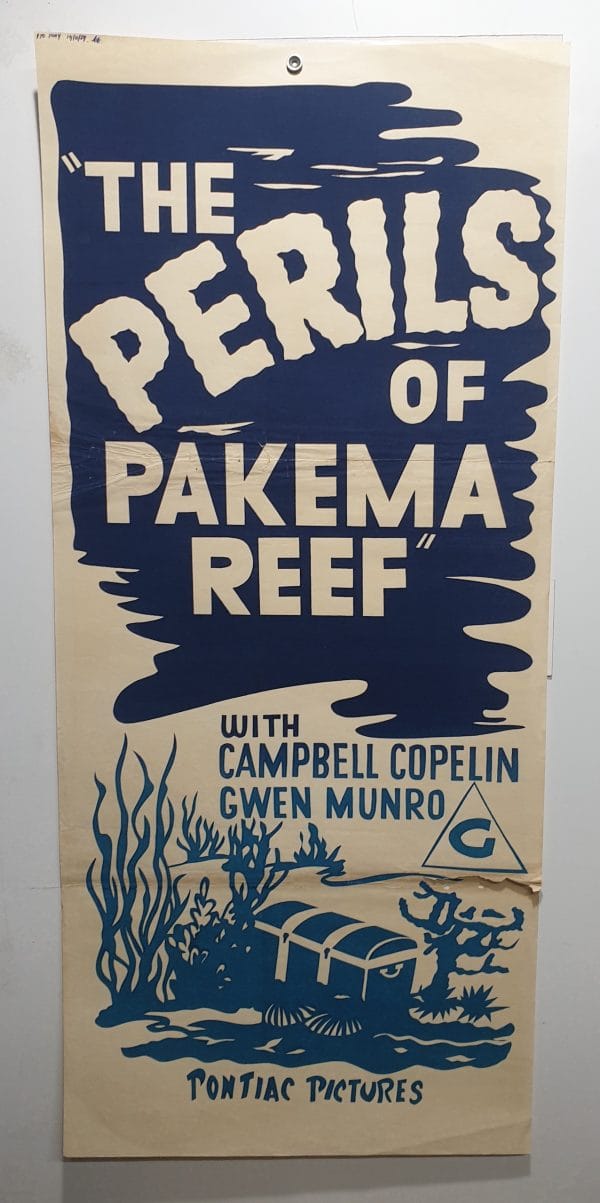 "THE
PERILS
OF
PAKEMA
REEF"
WITH
CAMPBELL COPELIN
GWEN MUNRO
G
PONTIAC PICTURES